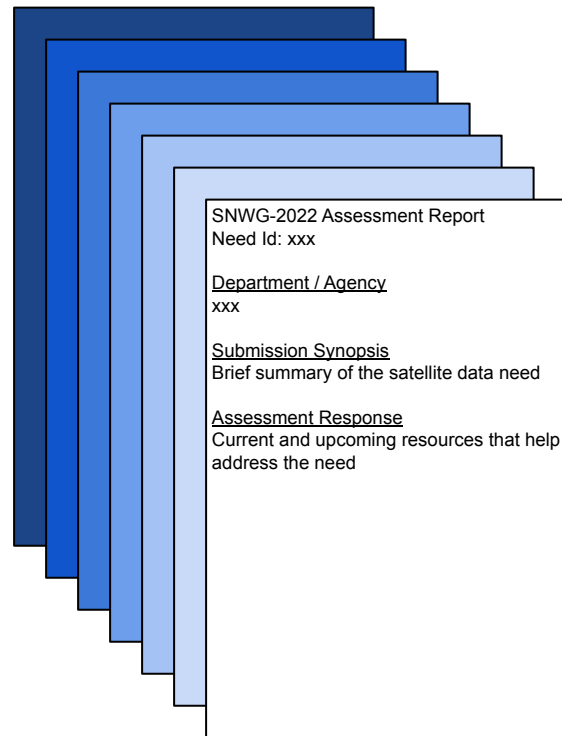 SNWG-2022 Assessment Report
Need Id: xxx
Department / Agency
xxx
Submission Synopsis
Brief summary of the satellite data need
Assessment Response
Current and upcoming resources that help
address the need